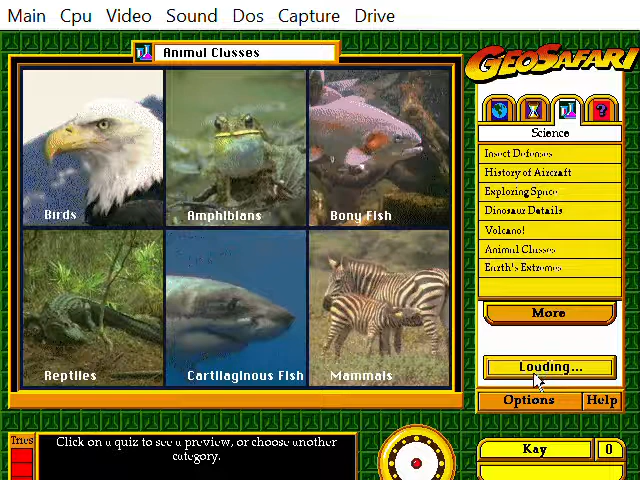 Main Cpu Video Sound Dos Capture Drive
Animal Classes
GEOSAFARI
Science
Insect Defenses
History of Aircraft
Exploring Space
Dinosaur Details
Volcano!
Animal Classes
Earth's Extremes
More
Loading...
Options Help
Birds Amphibians Bony Fish
Reptiles Cartilaginous Fish Mammals
Tries
Click on a quiz to see a preview, or choose another
category.
Kay 0